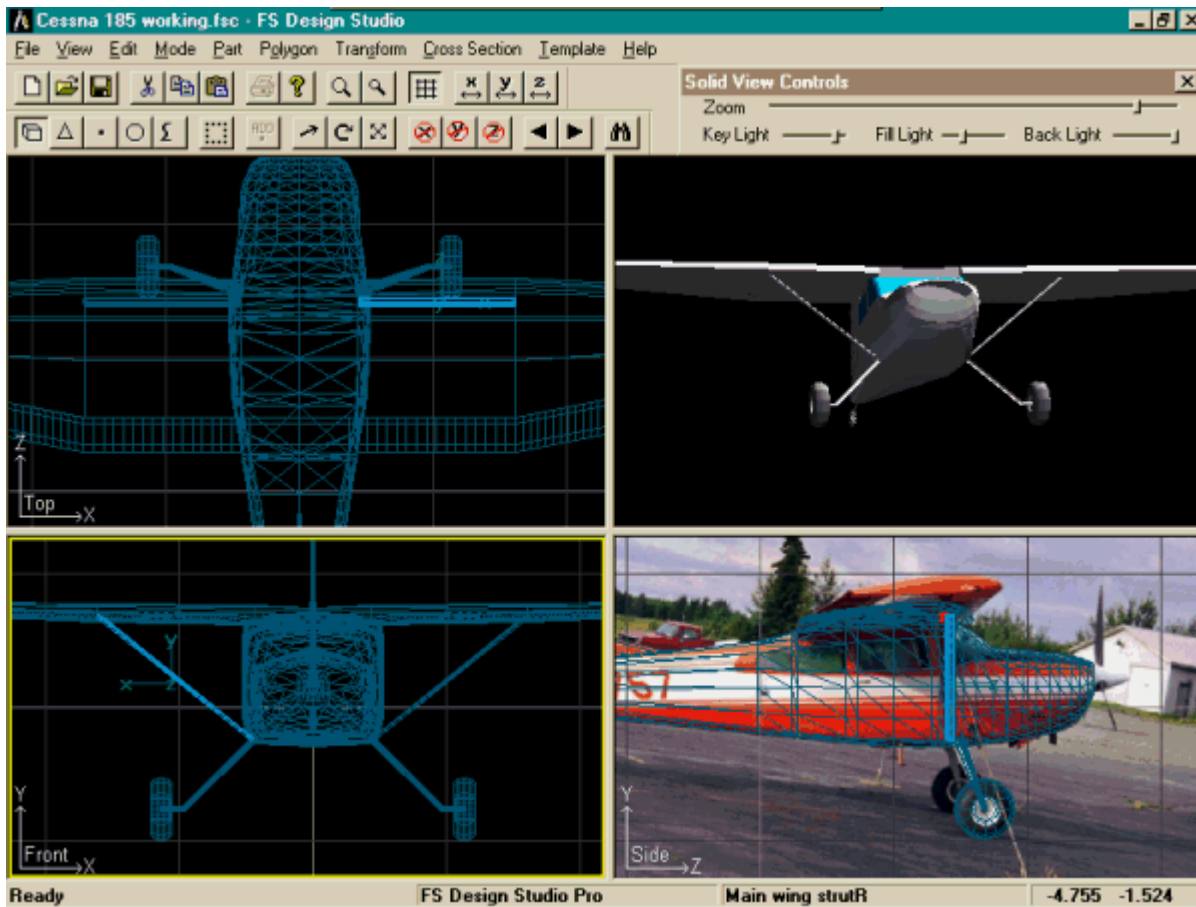 Cessna 185 working.fsc - FS Design Studio
File View Edit Mode Part Polygon Transform Cross Section Template Help
Solid View Controls
Zoom
Key Light Fill Light Back Light
x y z
ADD
Z
Top X
Y
x z
Y
Front X
757
Y
Side Z
Ready FS Design Studio Pro Main wing strutR -4.755 -1.524